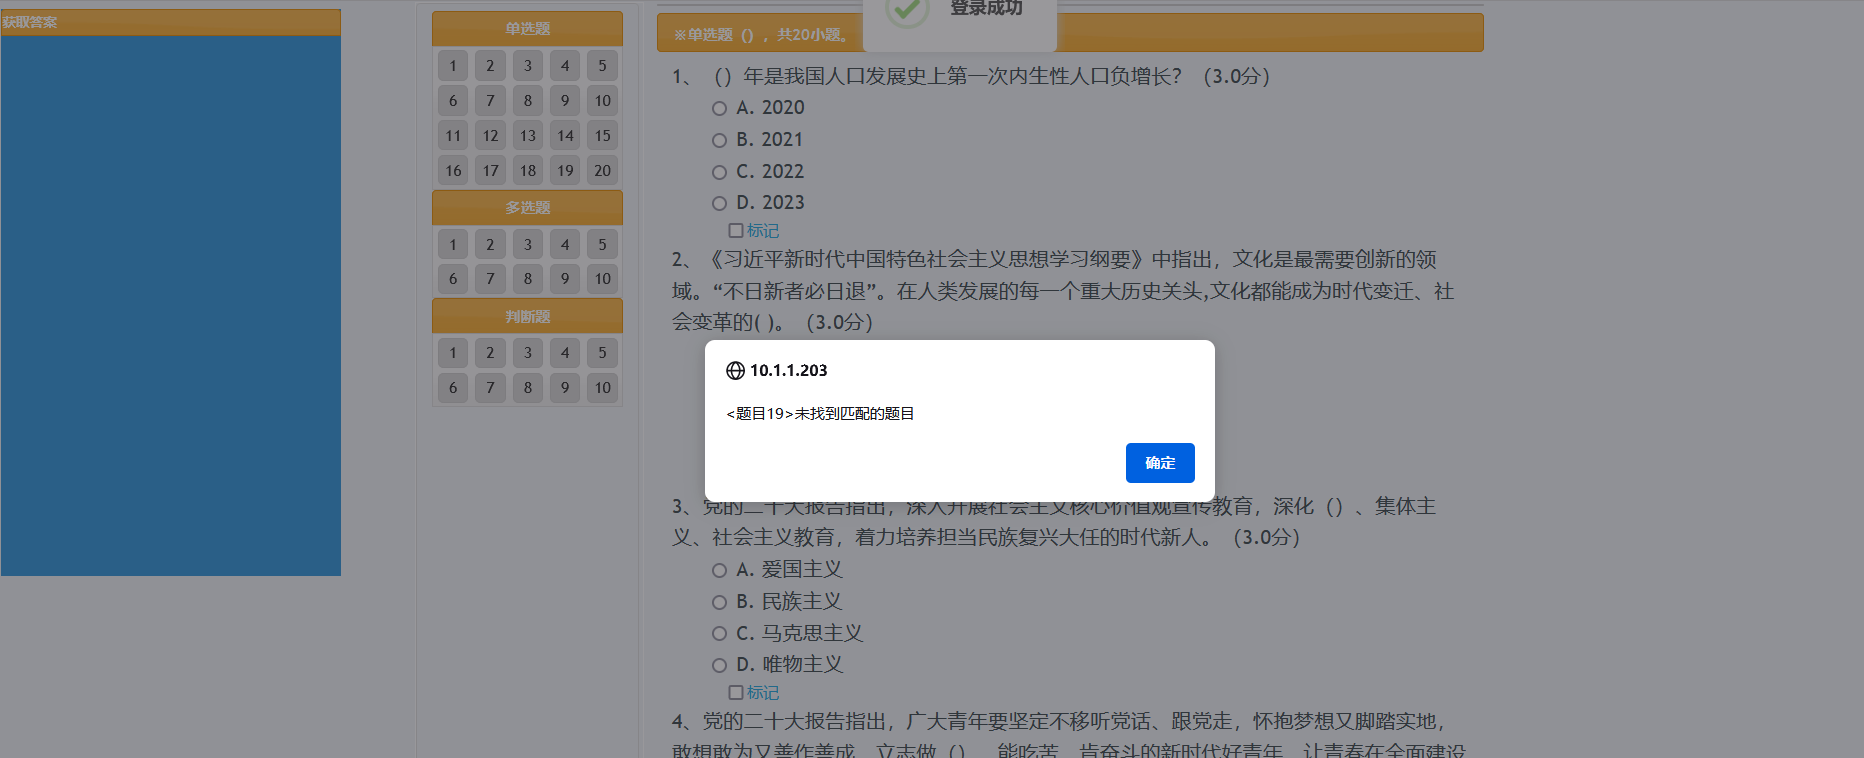 获取答案
单选题
1 2 3 4 5
6 7 8 9 10
11 12 13 14 15
16 17 18 19 20
多选题
1 2 3 4 5
6 7 8 9 10
判断题
1 2 3 4 5
6 7 8 9 10
登录成功
※单选题（），共20小题。
1、（）年是我国人口发展史上第一次内生性人口负增长？（3.0分）
A. 2020
B. 2021
C. 2022
D. 2023
标记
2、《习近平新时代中国特色社会主义思想学习纲要》中指出，文化是最需要创新的领
域。“不日新者必日退”。在人类发展的每一个重大历史关头,文化都能成为时代变迁、社
会变革的( )。（3.0分）
10.1.1.203
<题目19>未找到匹配的题目
确定
3、党的二十大报告指出，深入开展社会主义核心价值观宣传教育，深化（）、集体主
义、社会主义教育，着力培养担当民族复兴大任的时代新人。（3.0分）
A. 爱国主义
B. 民族主义
C. 马克思主义
D. 唯物主义
标记
4、党的二十大报告指出，广大青年要坚定不移听党话、跟党走，怀抱梦想又脚踏实地，
敢想敢为又善作善成，立志做（）、能吃苦、肯奋斗的新时代好青年，让青春在全面建设